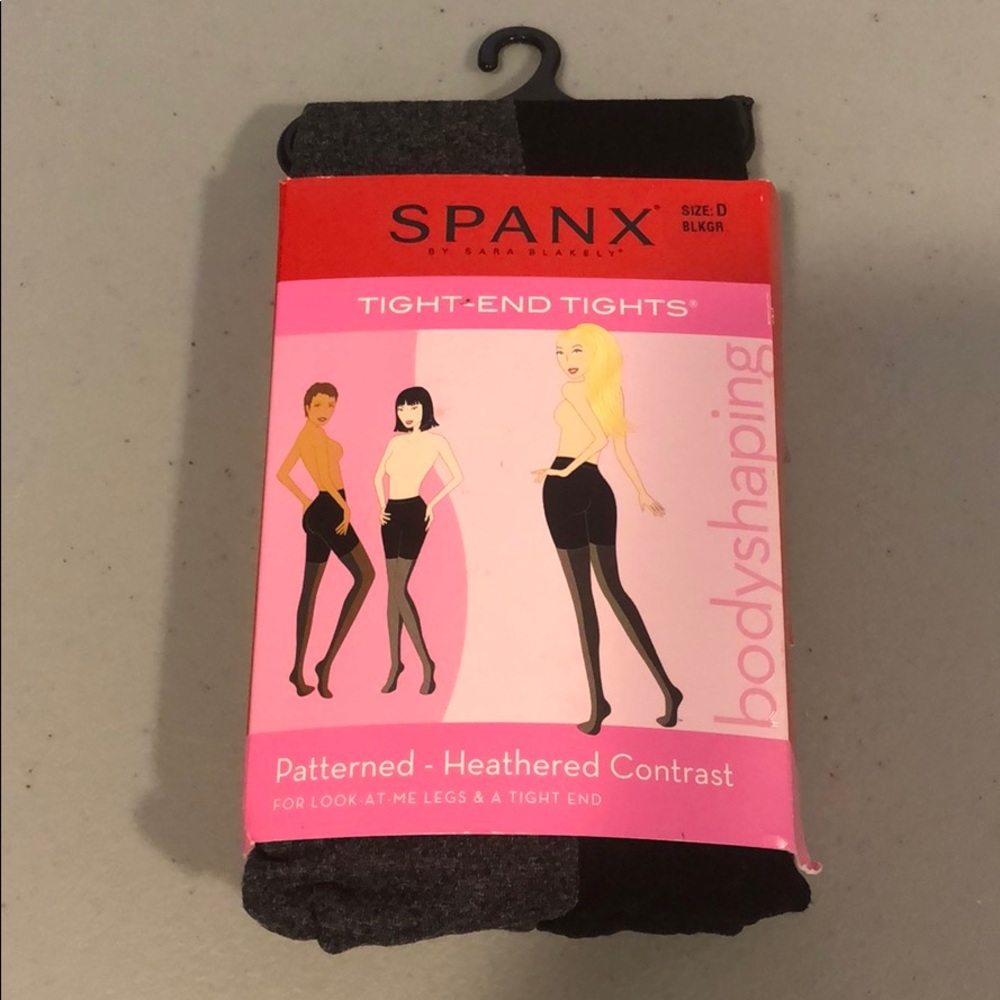 SPANX®
BY SARA BLAKELY®
SIZE: D
BLKGR
TIGHT-END TIGHTS®
bodyshaping
™
Patterned - Heathered Contrast
FOR LOOK-AT-ME LEGS & A TIGHT END